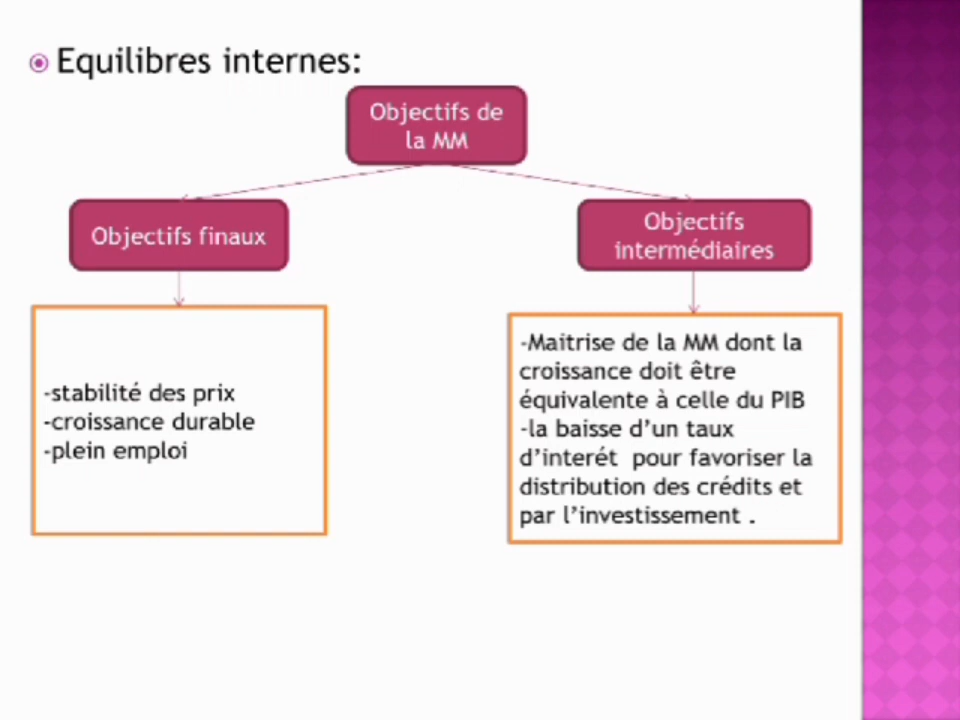 Equilibres internes:
Objectifs de
la MM
Objectifs finaux
Objectifs
intermédiaires
-stabilité des prix
-croissance durable
-plein emploi
-Maitrise de la MM dont la
croissance doit être
équivalente à celle du PIB
-la baisse d'un taux
d'interét pour favoriser la
distribution des crédits et
par l'investissement .